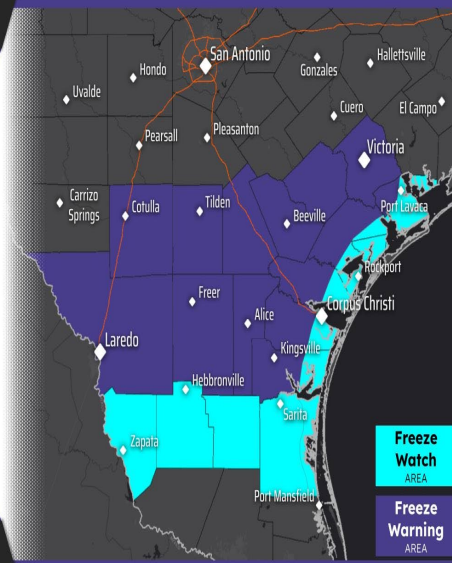 San Antonio
Hondo
Gonzales
Hallettsville
Uvalde
Cuero
El Campo
Pearsall
Pleasanton
Victoria
Carrizo
Springs
Cotulla
Tilden
Beeville
Port Lavaca
Rockport
Freer
Alice
Corpus Christi
Laredo
Kingsville
Hebbronville
Sarita
Zapata
Port Mansfield
Freeze
Watch
AREA
Freeze
Warning
AREA